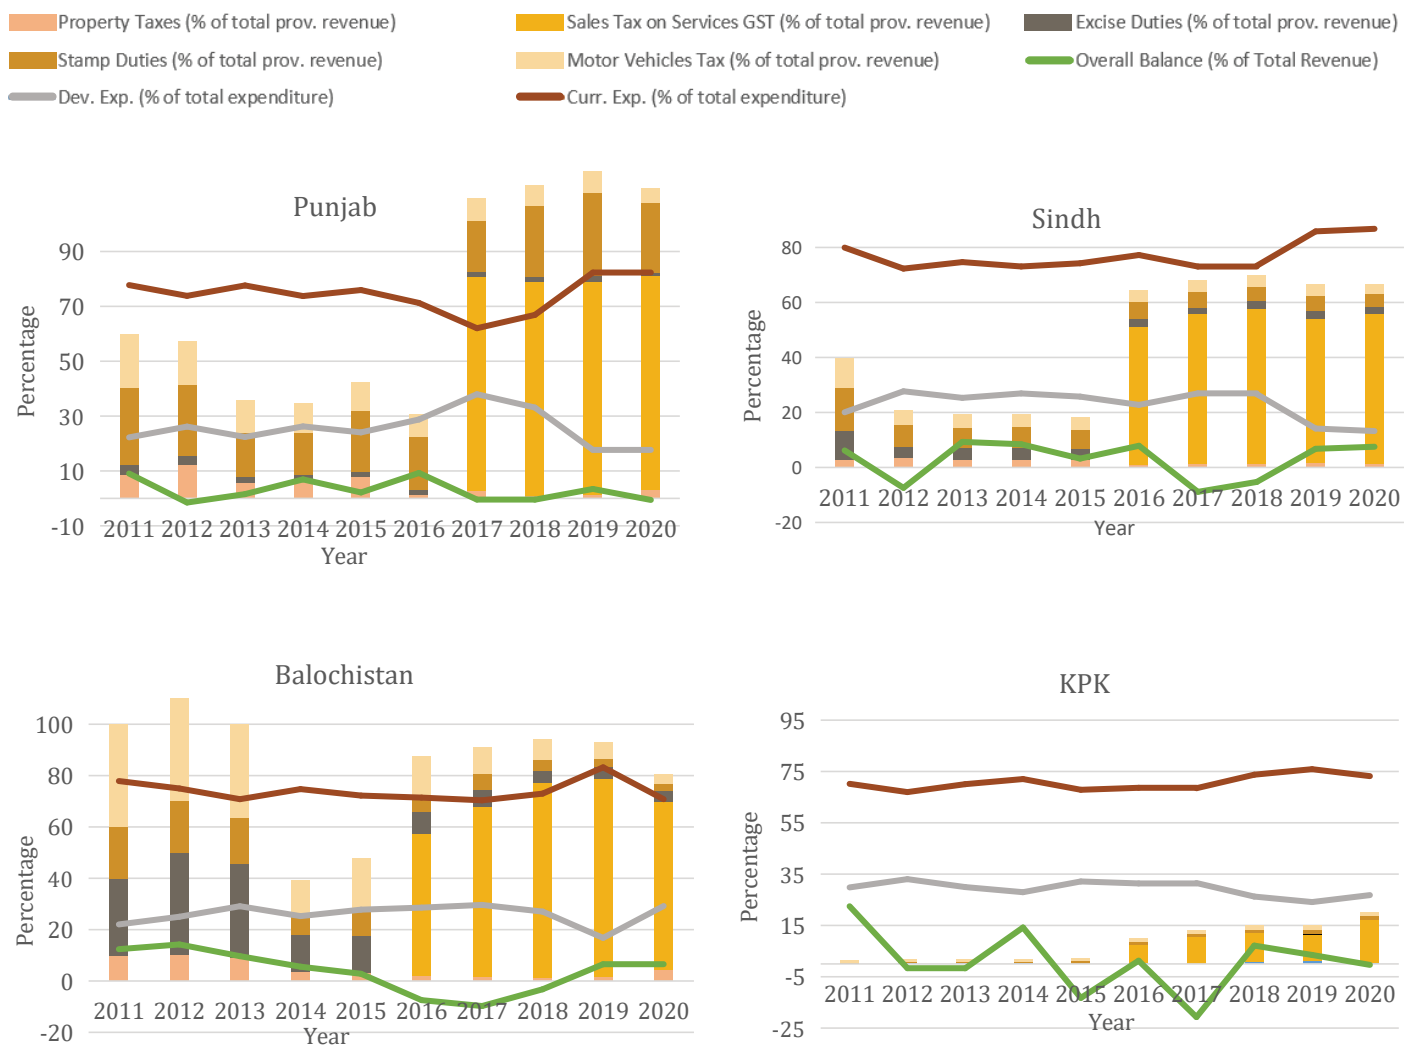 Property Taxes (% of total prov. revenue) Sales Tax on Services GST (% of total prov. revenue) Excise Duties (% of total prov. revenue)
Stamp Duties (% of total prov. revenue) Motor Vehicles Tax (% of total prov. revenue) Overall Balance (% of Total Revenue)
Dev. Exp. (% of total expenditure) Curr. Exp. (% of total expenditure)
Punjab
Percentage
90
70
50
30
10
-10
2011 2012 2013 2014 2015 2016 2017 2018 2019 2020
Year
Sindh
Percentage
80
60
40
20
0
-20
2011 2012 2013 2014 2015 2016 2017 2018 2019 2020
Year
Balochistan
Percentage
100
80
60
40
20
0
-20
2011 2012 2013 2014 2015 2016 2017 2018 2019 2020
Year
KPK
Percentage
95
75
55
35
15
-5
-25
2011 2012 2013 2014 2015 2016 2017 2018 2019 2020
Year